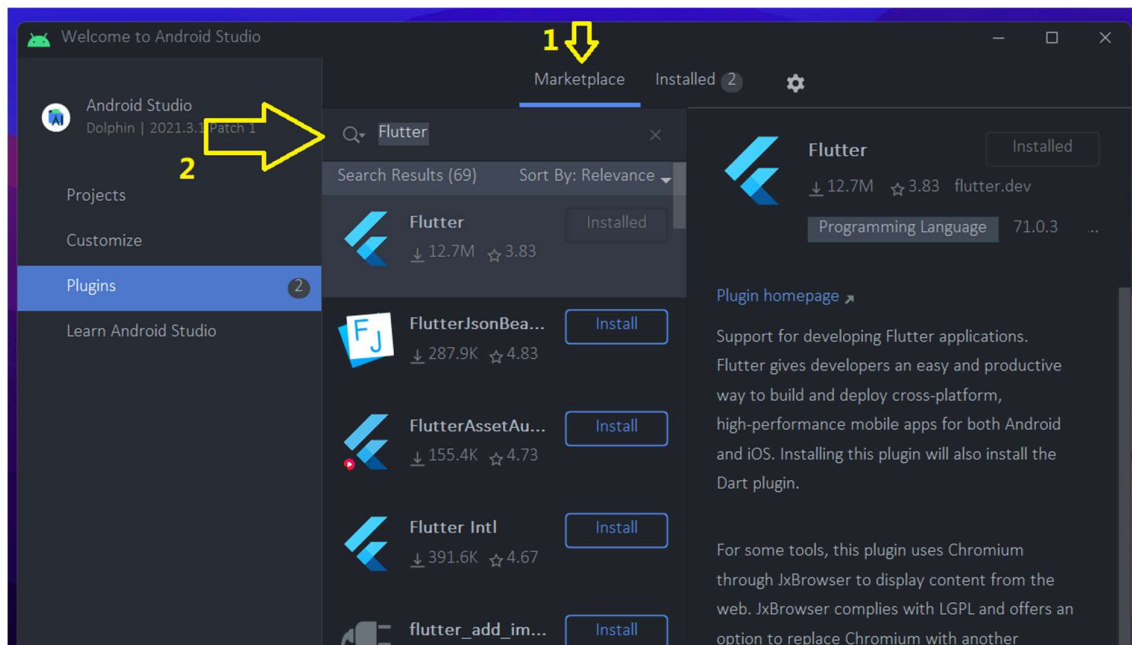 Welcome to Android Studio
1
Marketplace
Installed 2
Android Studio
Dolphin | 2021.3.1 Patch 1
2
Projects
Customize
Plugins 2
Learn Android Studio
Flutter
Search Results (69) Sort By: Relevance
Flutter Installed
12.7M 3.83
FlutterJsonBea... Install
287.9K 4.83
FlutterAssetAu... Install
155.4K 4.73
Flutter Intl Install
391.6K 4.67
flutter_add_im... Install
Flutter Installed
12.7M 3.83 flutter.dev
Programming Language 71.0.3 ..
Plugin homepage
Support for developing Flutter applications.
Flutter gives developers an easy and productive
way to build and deploy cross-platform,
high-performance mobile apps for both Android
and iOS. Installing this plugin will also install the
Dart plugin.
For some tools, this plugin uses Chromium
through JxBrowser to display content from the
web. JxBrowser complies with LGPL and offers an
option to replace Chromium with another
FJ